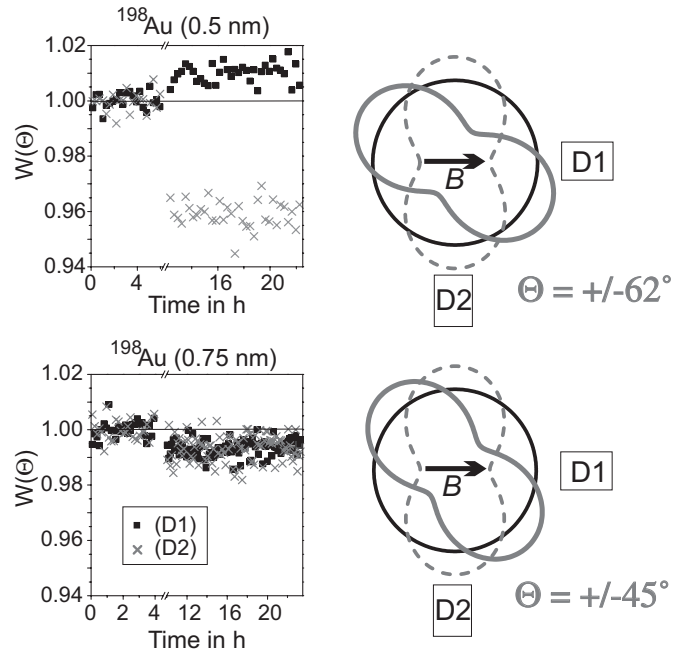 ¹⁹⁸Au (0.5 nm)
1.02
1.00
0.98
0.96
0.94
W(Θ)
0
4
16
20
Time in h
B
D1
D2
Θ = +/-62°
¹⁹⁸Au (0.75 nm)
1.02
1.00
0.98
0.96
0.94
W(Θ)
(D1)
(D2)
0
2
4
12
16
20
Time in h
B
D1
D2
Θ = +/-45°